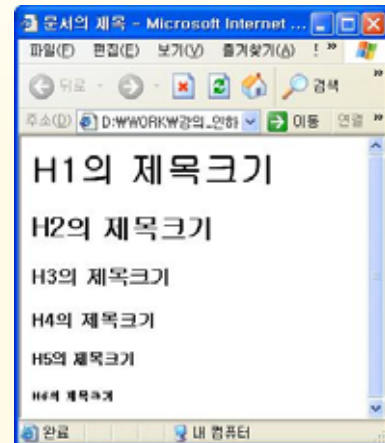 문서의 제목 - Microsoft Internet ...
파일(F) 편집(E) 보기(V) 즐겨찾기(A) »
뒤로 검색 »
주소(D) D:\WORK\강의_인하 이동 연결 »
H1의 제목크기
H2의 제목크기
H3의 제목크기
H4의 제목크기
H5의 제목크기
H6의 제목크기
완료 내 컴퓨터